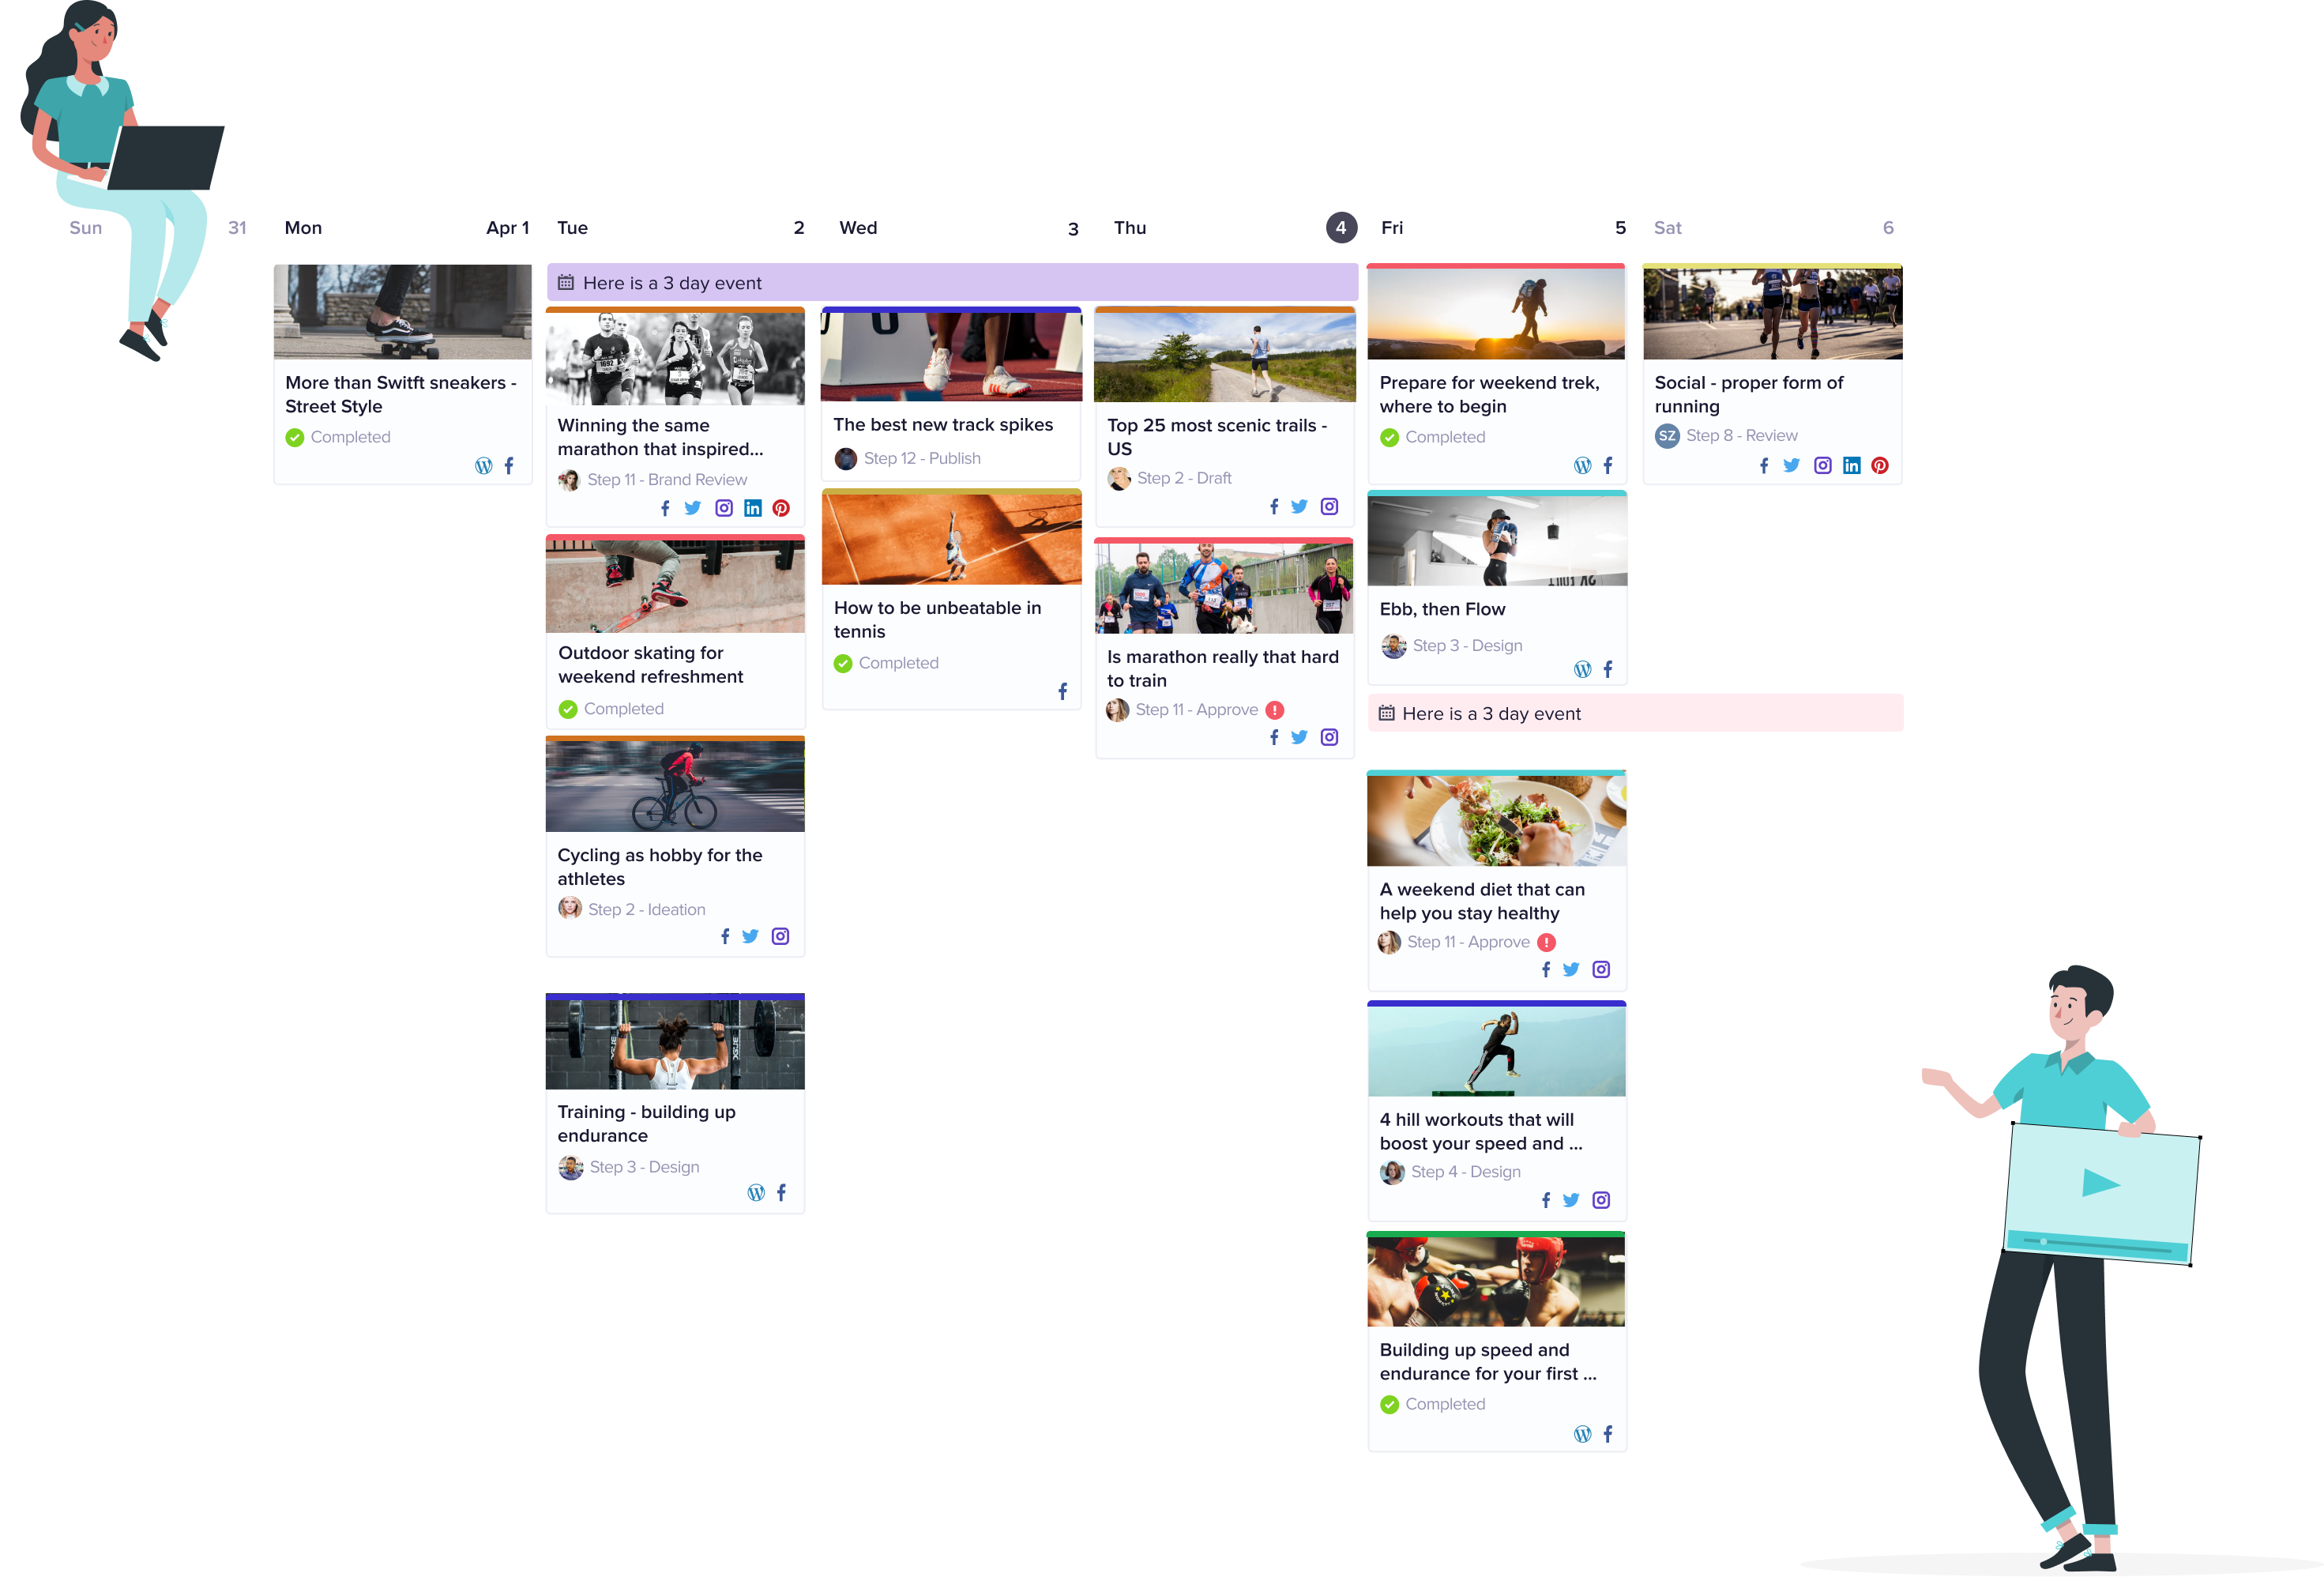 Sun 31
Mon Apr 1
Tue 2
Wed 3
Thu 4
Fri 5
Sat 6
More than Switft sneakers -
Street Style
Completed
Here is a 3 day event
1692
Winning the same
marathon that inspired...
Step 11 - Brand Review
in
Outdoor skating for
weekend refreshment
Completed
Cycling as hobby for the
athletes
Step 2 - Ideation
Training - building up
endurance
Step 3 - Design
The best new track spikes
Step 12 - Publish
How to be unbeatable in
tennis
Completed
Top 25 most scenic trails -
US
Step 2 - Draft
Is marathon really that hard
to train
Step 11 - Approve
Prepare for weekend trek,
where to begin
Completed
Ebb, then Flow
Step 3 - Design
Here is a 3 day event
A weekend diet that can
help you stay healthy
Step 11 - Approve
4 hill workouts that will
boost your speed and ...
Step 4 - Design
Building up speed and
endurance for your first ...
Completed
Social - proper form of
running
SZ Step 8 - Review
in